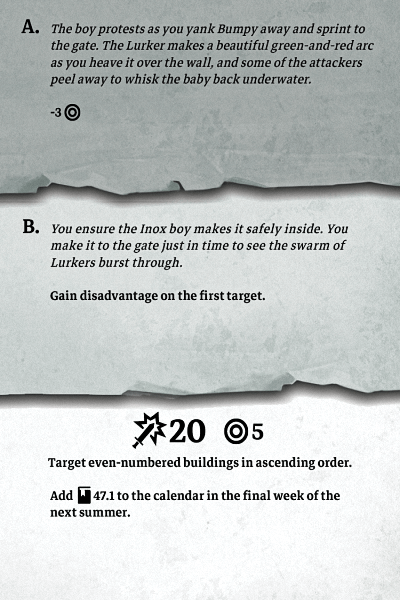 A. The boy protests as you yank Bumpy away and sprint to
the gate. The Lurker makes a beautiful green-and-red arc
as you heave it over the wall, and some of the attackers
peel away to whisk the baby back underwater.
-3
B. You ensure the Inox boy makes it safely inside. You
make it to the gate just in time to see the swarm of
Lurkers burst through.
Gain disadvantage on the first target.
20 5
Target even-numbered buildings in ascending order.
Add 47.1 to the calendar in the final week of the
next summer.